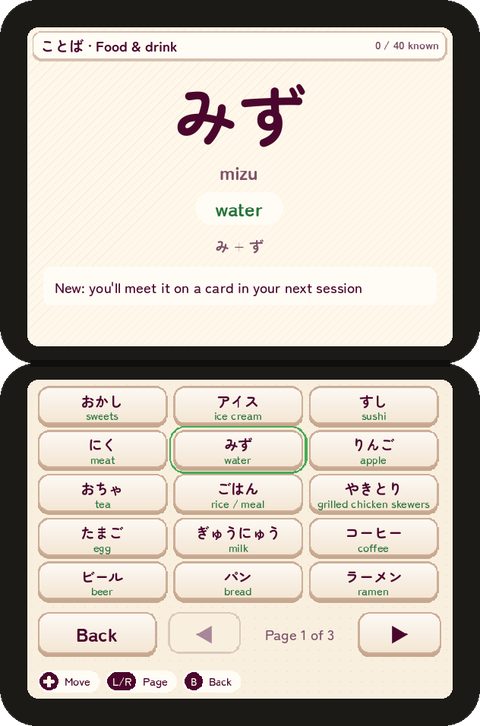 ことば · Food & drink
0 / 40 known
みず
mizu
water
み + ず
New: you'll meet it on a card in your next session
おかし
sweets
アイス
ice cream
すし
sushi
にく
meat
みず
water
りんご
apple
おちゃ
tea
ごはん
rice / meal
やきとり
grilled chicken skewers
たまご
egg
ぎゅうにゅう
milk
コーヒー
coffee
ビール
beer
パン
bread
ラーメン
ramen
Back
Page 1 of 3
Move
L/R Page
B Back